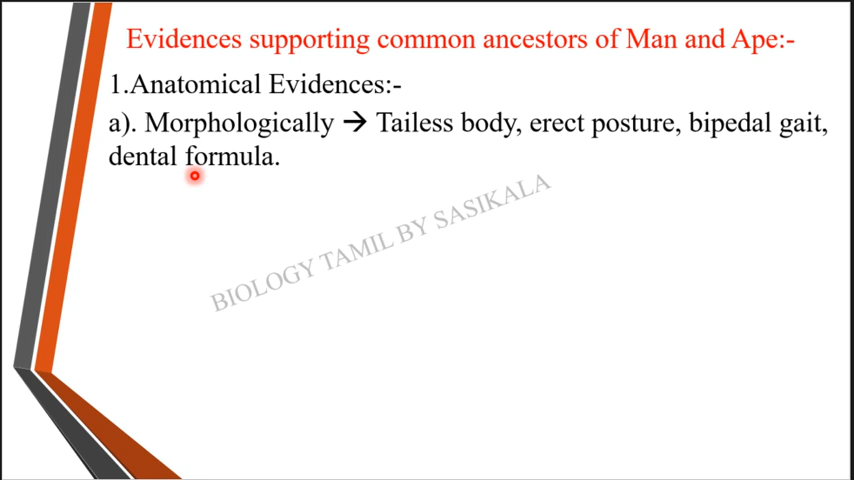 Evidences supporting common ancestors of Man and Ape:-
1.Anatomical Evidences:-
a). Morphologically → Tailess body, erect posture, bipedal gait,
dental formula.
BIOLOGY TAMIL BY SASIKALA